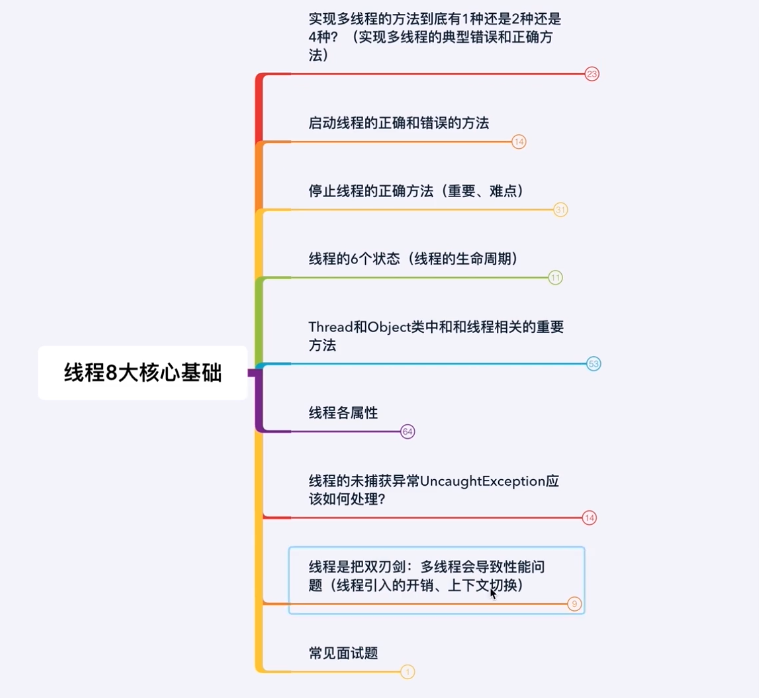 实现多线程的方法到底有1种还是2种还是
4种？（实现多线程的典型错误和正确方
法）
23
启动线程的正确和错误的方法
14
停止线程的正确方法（重要、难点）
31
线程的6个状态（线程的生命周期）
11
Thread和Object类中和和线程相关的重要
方法
53
线程8大核心基础
线程各属性
64
线程的未捕获异常UncaughtException应
该如何处理？
14
线程是把双刃剑：多线程会导致性能问
题（线程引入的开销、上下文切换）
9
常见面试题
1